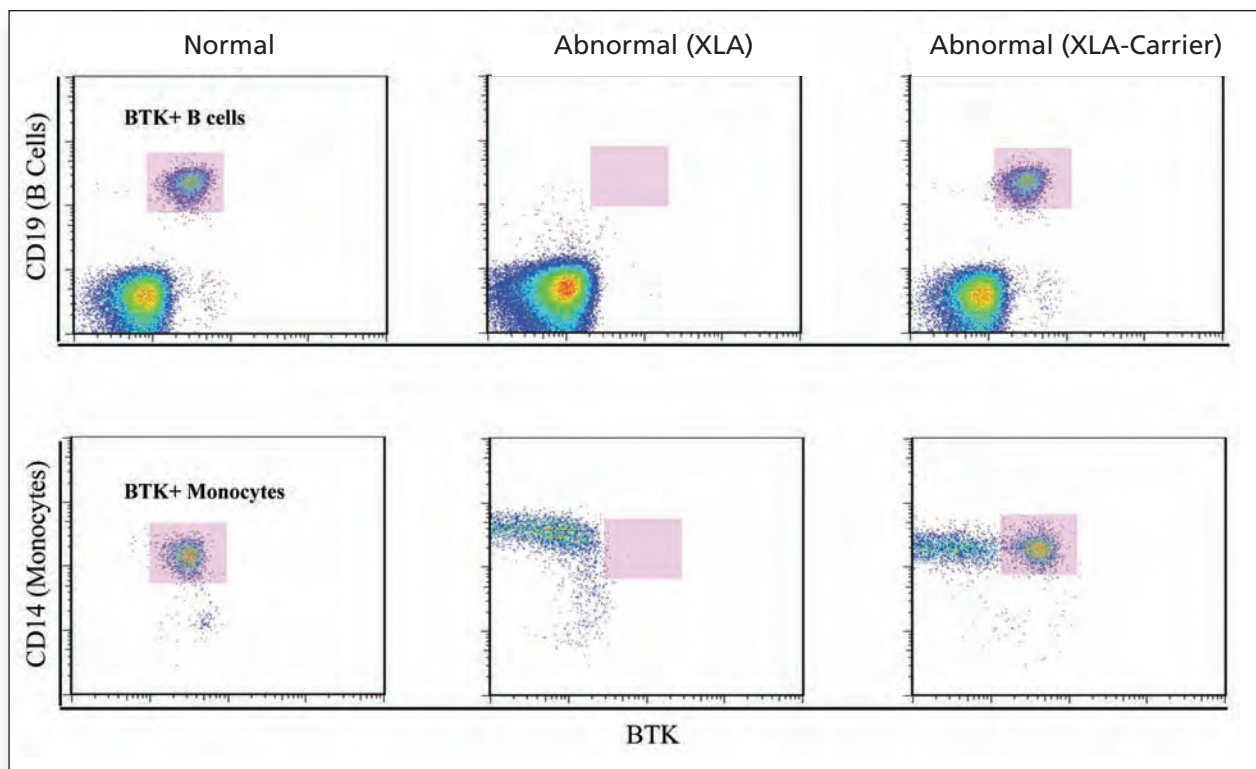 Normal
Abnormal (XLA)
Abnormal (XLA-Carrier)
CD19 (B Cells)
BTK+ B cells
CD14 (Monocytes)
BTK+ Monocytes
BTK